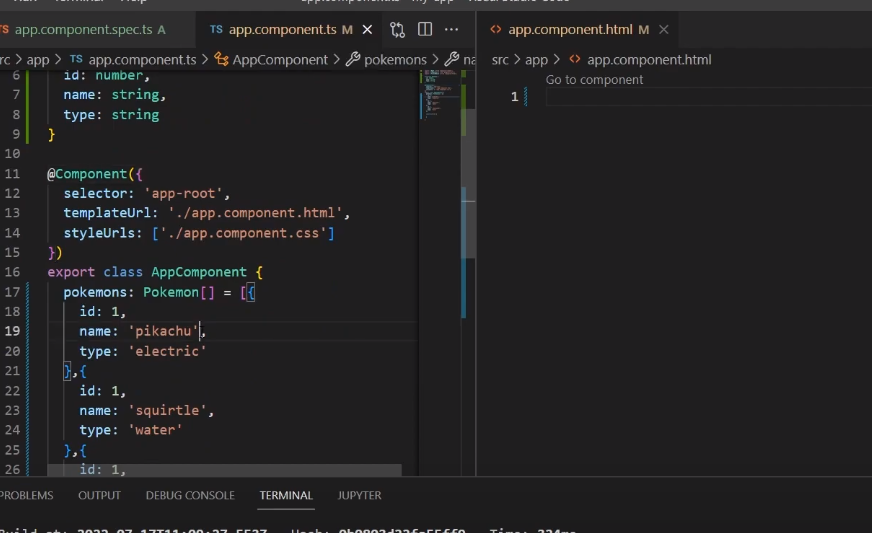 app.component.spec.ts A
TS app.component.ts M
app.component.html M
app > TS app.component.ts > AppComponent > pokemons >
src > app > app.component.html
Go to component
6 id: number,
7 name: string,
8 type: string
9 }
10
11 @Component({
12 selector: 'app-root',
13 templateUrl: './app.component.html',
14 styleUrls: ['./app.component.css']
15 })
16 export class AppComponent {
17 pokemons: Pokemon[] = [{
18 id: 1,
19 name: 'pikachu',
20 type: 'electric'
21 },{
22 id: 1,
23 name: 'squirtle',
24 type: 'water'
25 },{
26 id: 1,
1
PROBLEMS OUTPUT DEBUG CONSOLE TERMINAL JUPYTER